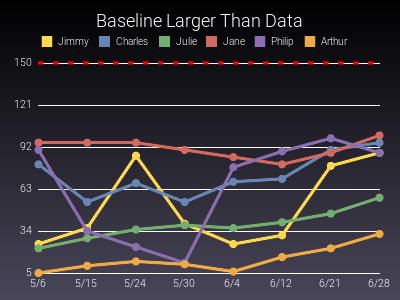 Baseline Larger Than Data
Jimmy Charles Julie Jane Philip Arthur
150
121
92
63
34
5
5/6 5/15 5/24 5/30 6/4 6/12 6/21 6/28